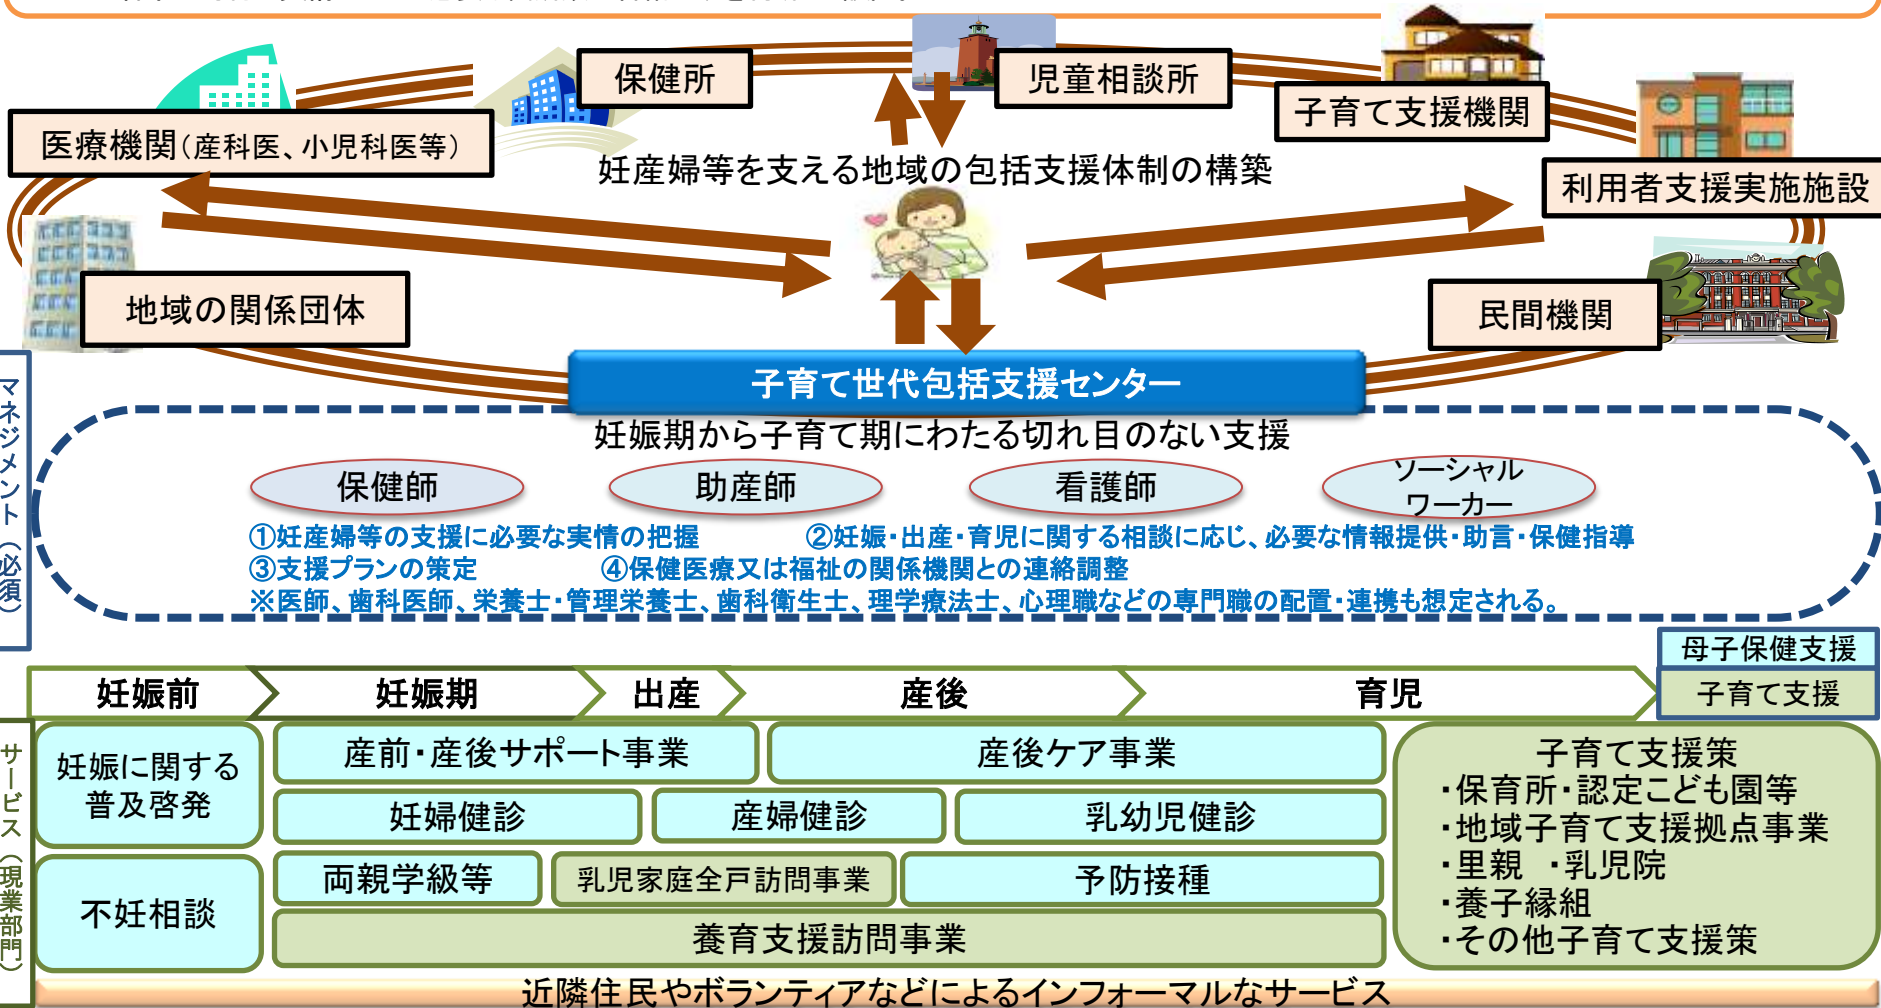 保健所
児童相談所
子育て支援機関
医療機関(産科医、小児科医等)
妊産婦等を支える地域の包括支援体制の構築
利用者支援実施施設
地域の関係団体
民間機関
子育て世代包括支援センター
妊娠期から子育て期にわたる切れ目のない支援
マネジメント(必須)
保健師
助産師
看護師
ソーシャル
ワーカー
①妊産婦等の支援に必要な実情の把握 ②妊娠・出産・育児に関する相談に応じ、必要な情報提供・助言・保健指導
③支援プランの策定 ④保健医療又は福祉の関係機関との連絡調整
※医師、歯科医師、栄養士・管理栄養士、歯科衛生士、理学療法士、心理職などの専門職の配置・連携も想定される。
母子保健支援
子育て支援
妊娠前
妊娠期
出産
産後
育児
サービス(現業部門)
妊娠に関する
普及啓発
産前・産後サポート事業
産後ケア事業
妊婦健診
産婦健診
乳幼児健診
不妊相談
両親学級等
乳児家庭全戸訪問事業
予防接種
養育支援訪問事業
子育て支援策
・保育所・認定こども園等
・地域子育て支援拠点事業
・里親 ・乳児院
・養子縁組
・その他子育て支援策
近隣住民やボランティアなどによるインフォーマルなサービス